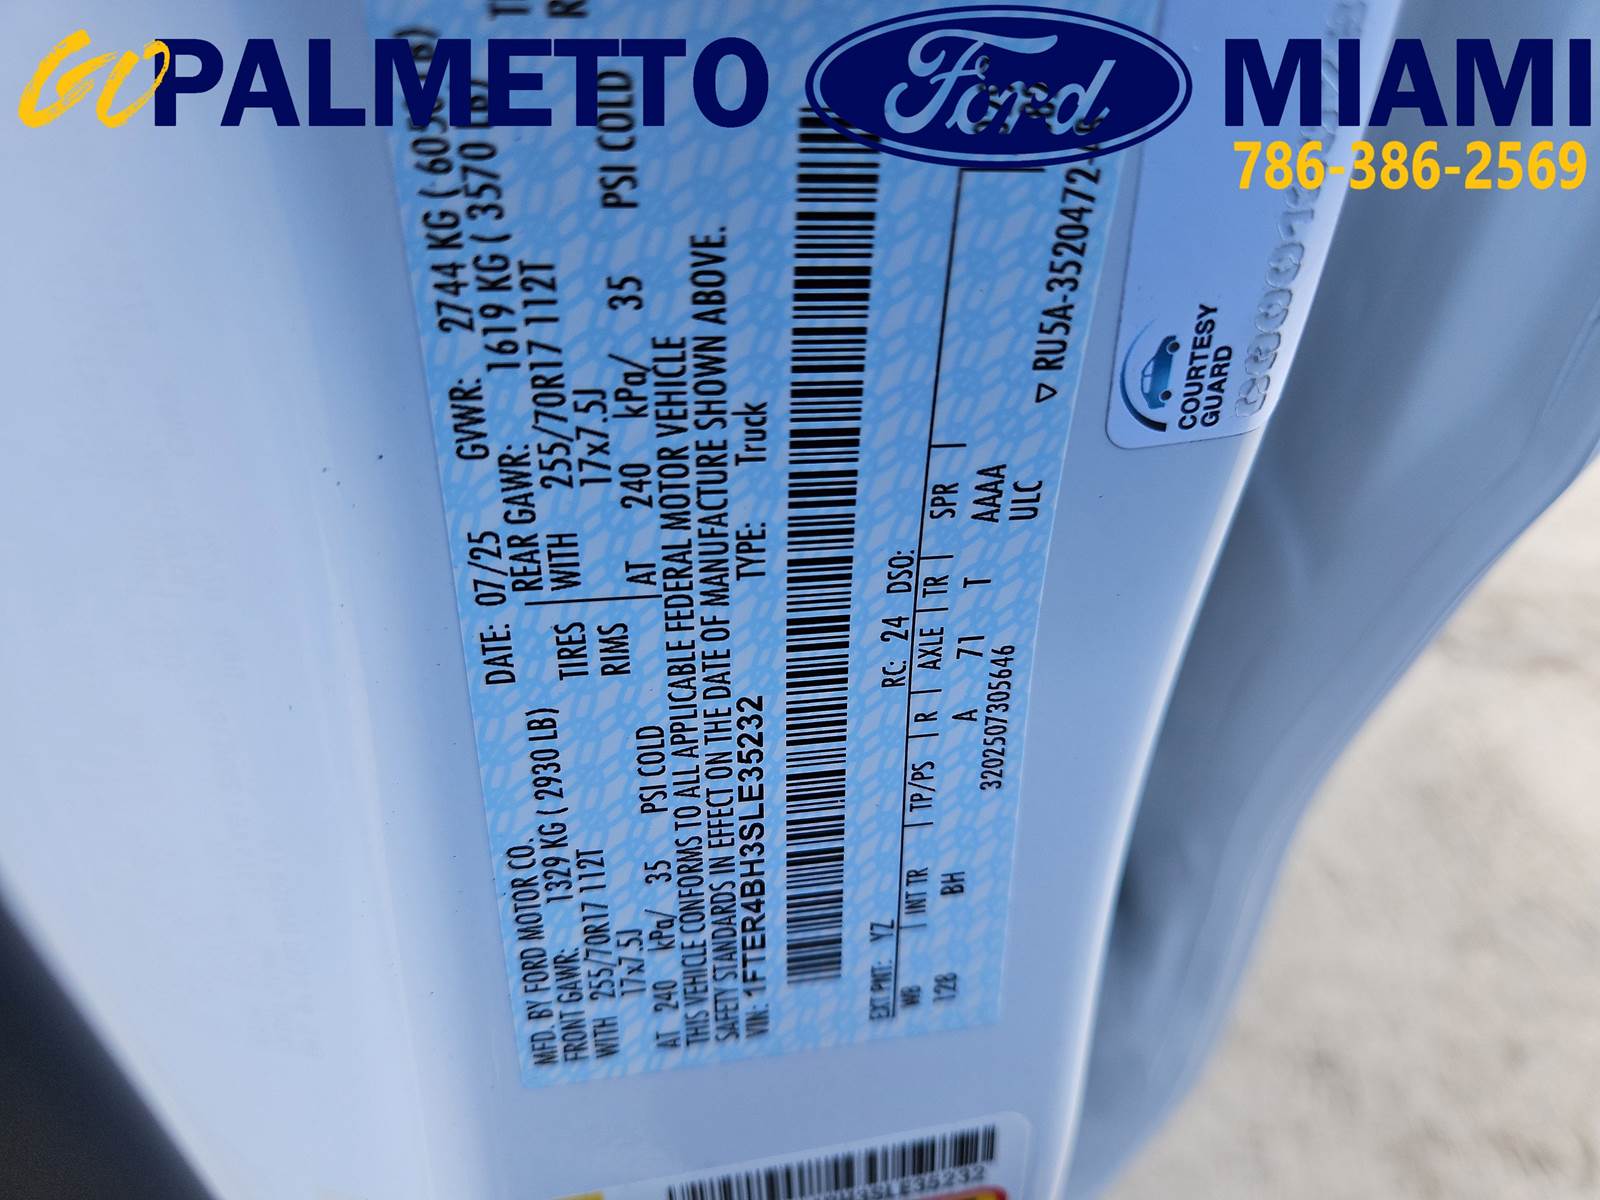 GO PALMETTO Ford MIAMI
786-386-2569
MFD. BY FORD MOTOR CO. DATE: 07/25 GVWR: 2744 KG ( 6050
FRONT GAWR: 1329 KG ( 2930 LB) REAR GAWR: 1619 KG ( 3570 LB)
WITH 255/70R17 112T TIRES WITH 255/70R17 112T
17x7.5J RIMS 17x7.5J
AT 240 kPa/ 35 PSI COLD AT 240 kPa/ 35 PSI COLD
THIS VEHICLE CONFORMS TO ALL APPLICABLE FEDERAL MOTOR VEHICLE
SAFETY STANDARDS IN EFFECT ON THE DATE OF MANUFACTURE SHOWN ABOVE.
VIN: 1FTER4BH3SLE35232 TYPE: Truck
EXT PNT: YZ RC: 24 DSO:
WB INT TR TP/PS R AXLE TR SPR
128 BH A 71 T AAAA
ULC
3202507305646
RU5A-3520472-
COURTESY
GUARD
SLE35232